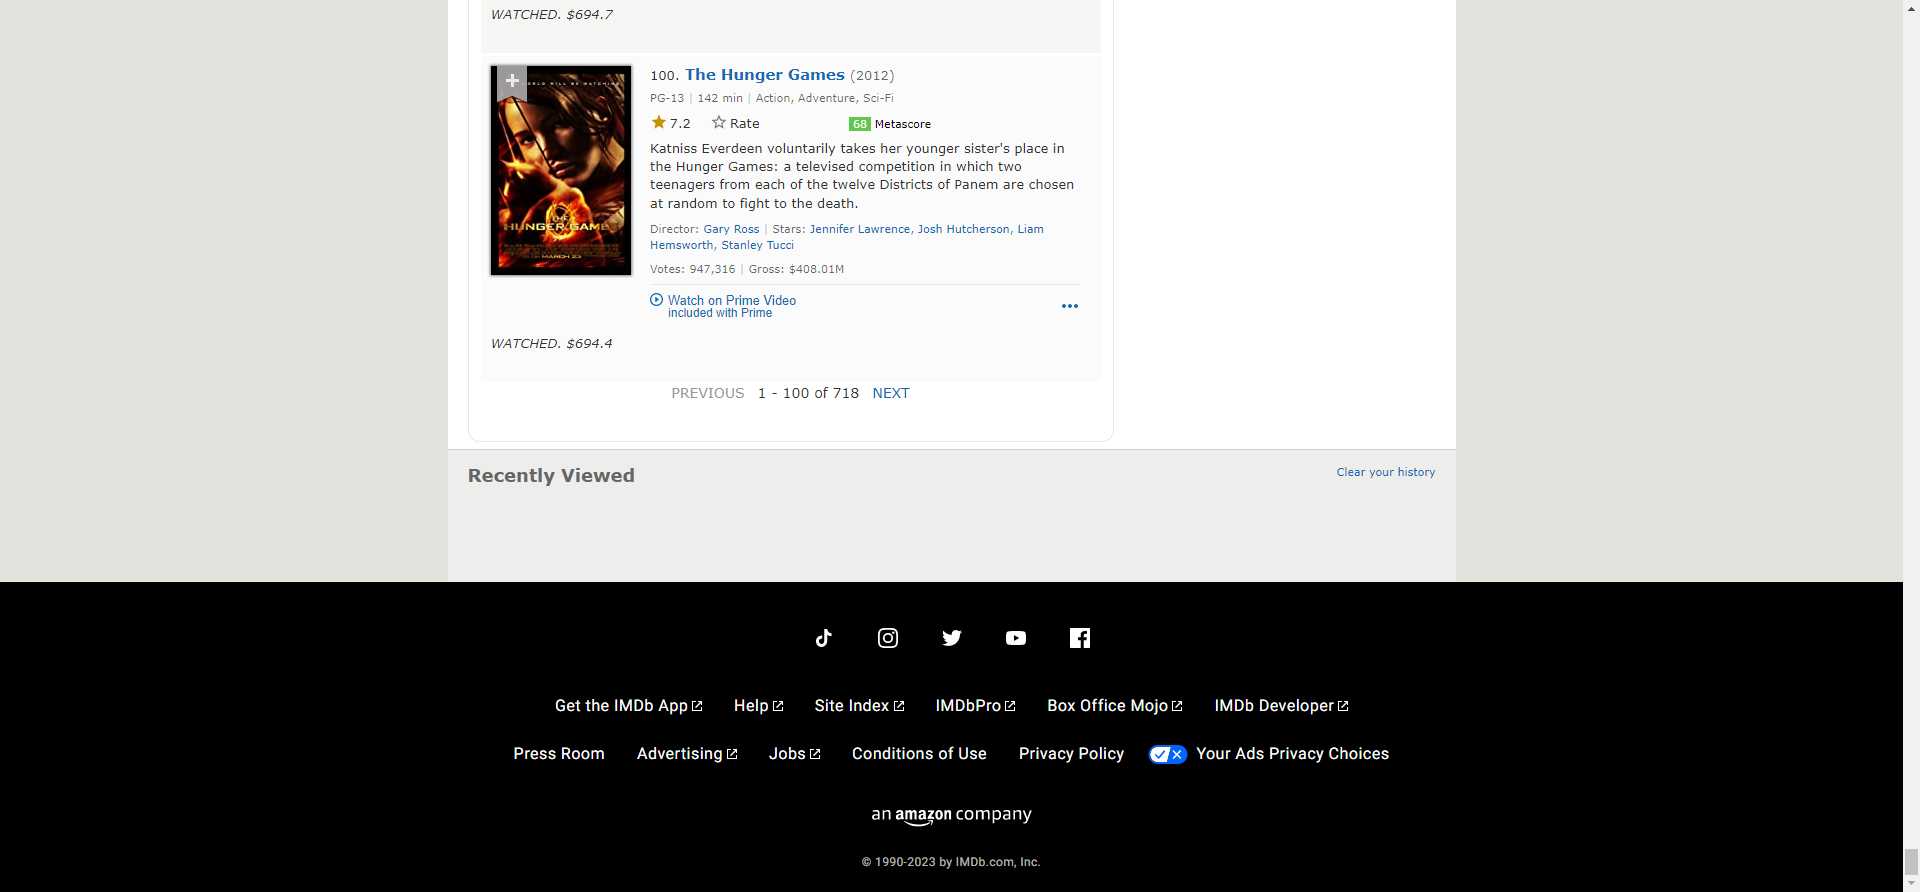 WATCHED. $694.7
100. The Hunger Games (2012)
PG-13 | 142 min | Action, Adventure, Sci-Fi
7.2 Rate 68 Metascore
Katniss Everdeen voluntarily takes her younger sister's place in
the Hunger Games: a televised competition in which two
teenagers from each of the twelve Districts of Panem are chosen
at random to fight to the death.
Director: Gary Ross | Stars: Jennifer Lawrence, Josh Hutcherson, Liam
Hemsworth, Stanley Tucci
Votes: 947,316 | Gross: $408.01M
THE
HUNGER GAMES
MARCH 23
Watch on Prime Video
included with Prime
WATCHED. $694.4
PREVIOUS 1 - 100 of 718 NEXT
Recently Viewed
Clear your history
Get the IMDb App Help Site Index IMDbPro Box Office Mojo IMDb Developer
Press Room Advertising Jobs Conditions of Use Privacy Policy Your Ads Privacy Choices
an amazon company
© 1990-2023 by IMDb.com, Inc.